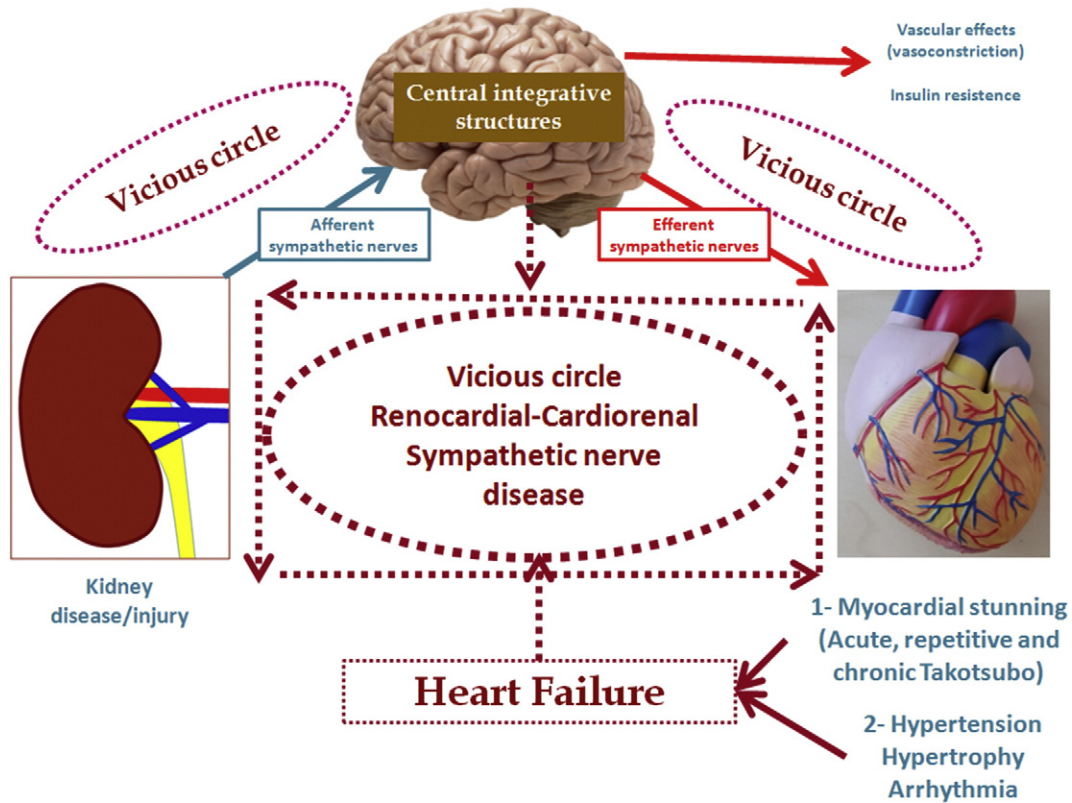 Vascular effects
(vasoconstriction)
Insulin resistence
Central integrative
structures
Vicious circle
Vicious circle
Afferent
sympathetic nerves
Efferent
sympathetic nerves
Vicious circle
Renocardial-Cardiorenal
Sympathetic nerve
disease
Kidney
disease/injury
1- Myocardial stunning
(Acute, repetitive and
chronic Takotsubo)
Heart Failure
2- Hypertension
Hypertrophy
Arrhythmia